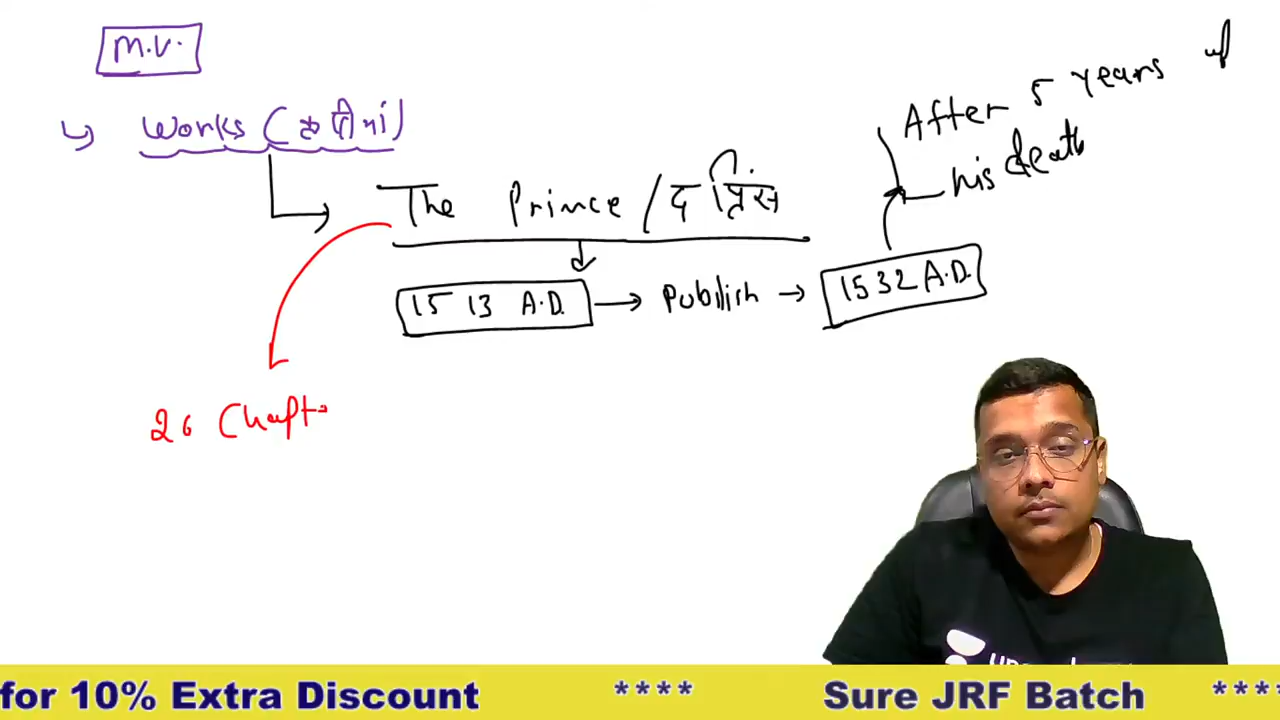 M.V.
↳ Works (कृतियां)
The Prince / द प्रिंस
1513 A.D. → Publish → 1532 A.D.
After 5 years of
his death
26 Chapt
for 10% Extra Discount **** Sure JRF Batch ****